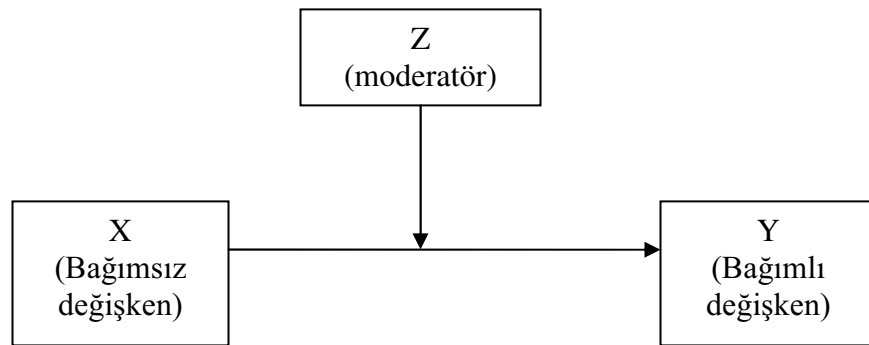 Z
(moderatör)
X
(Bağımsız
değişken)
Y
(Bağımlı
değişken)